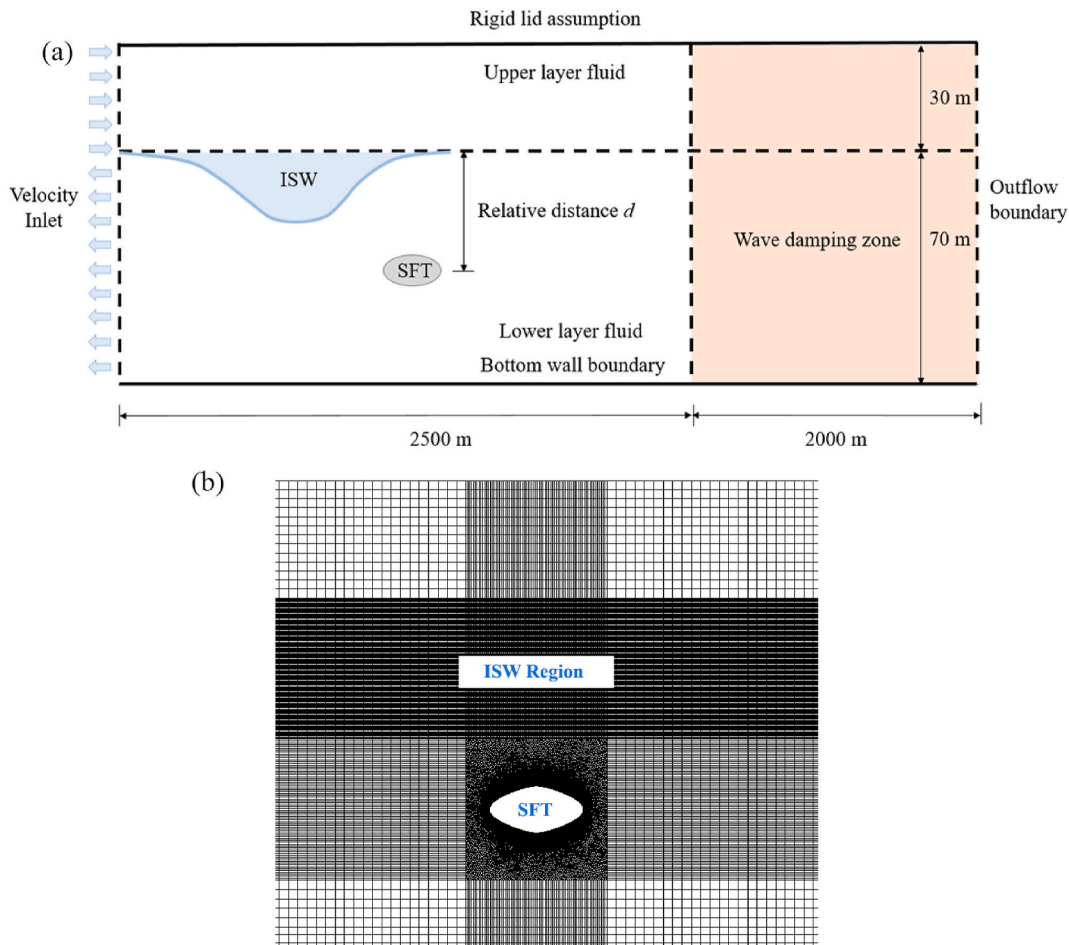 Rigid lid assumption
(a)
Upper layer fluid
30 m
ISW
Velocity
Inlet
Relative distance d
Outflow
boundary
Wave damping zone
70 m
SFT
Lower layer fluid
Bottom wall boundary
2500 m
2000 m
(b)
ISW Region
SFT